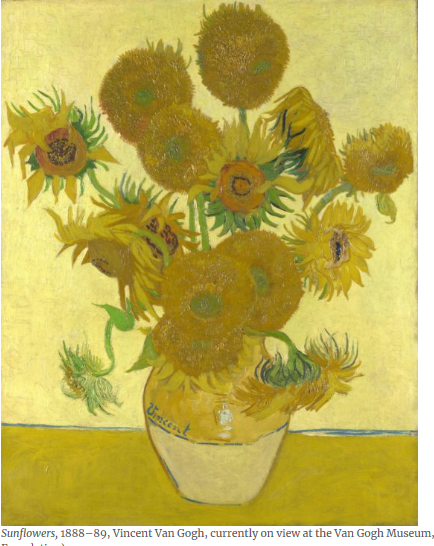 Vincent
Sunflowers, 1888–89, Vincent Van Gogh, currently on view at the Van Gogh Museum,